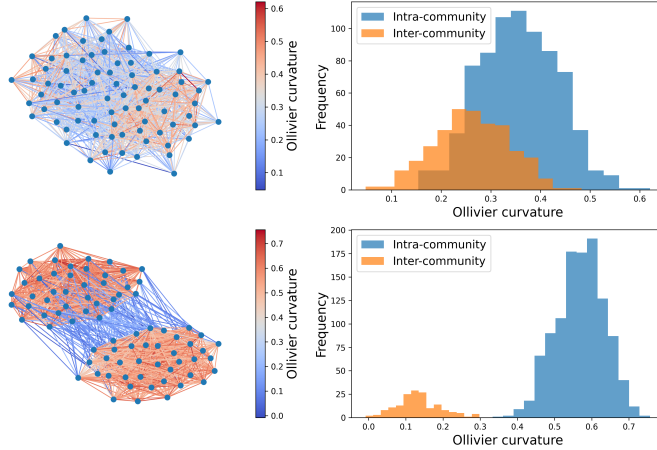 0.6
0.5
0.4
0.3
0.2
0.1
Ollivier curvature
Intra-community
Inter-community
Frequency
100
80
60
40
20
0
0.1 0.2 0.3 0.4 0.5 0.6
Ollivier curvature
0.7
0.6
0.5
0.4
0.3
0.2
0.1
0.0
Ollivier curvature
Intra-community
Inter-community
Frequency
200
175
150
125
100
75
50
25
0
0.0 0.1 0.2 0.3 0.4 0.5 0.6 0.7
Ollivier curvature